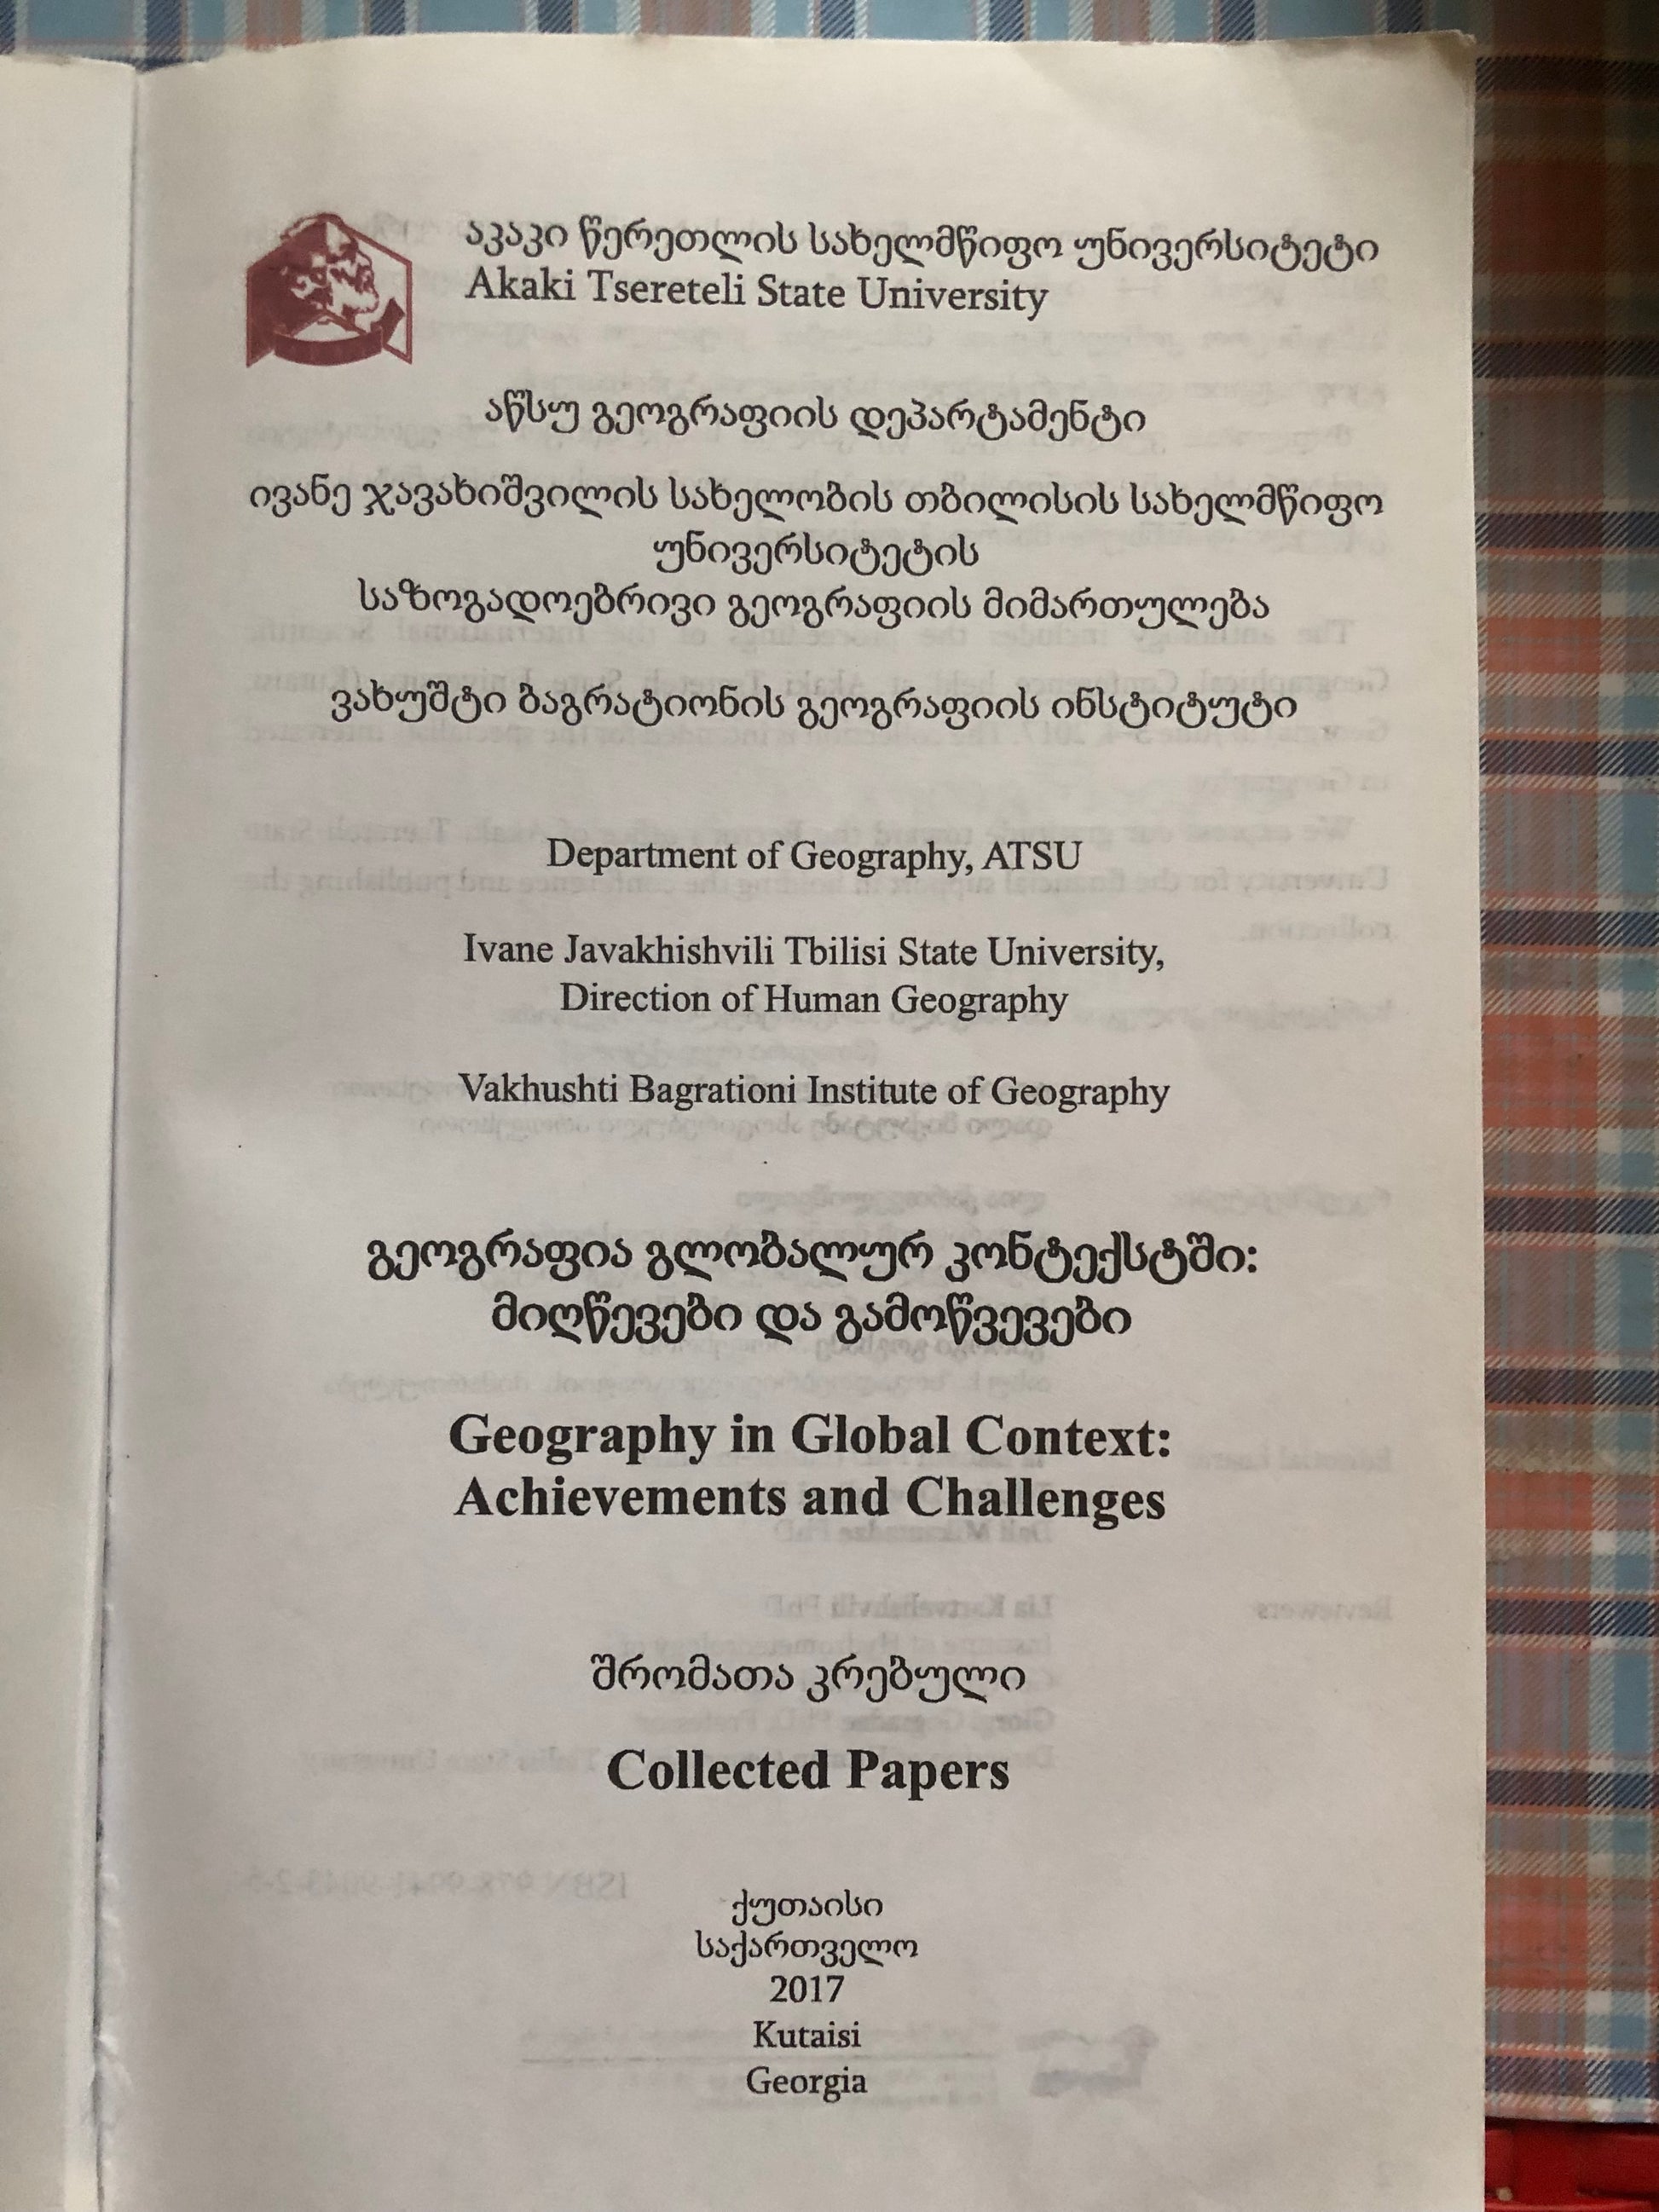 აკაკი წერეთლის სახელმწიფო უნივერსიტეტი
Akaki Tsereteli State University
აწსუ გეოგრაფიის დეპარტამენტი
ივანე ჯავახიშვილის სახელობის თბილისის სახელმწიფო
უნივერსიტეტის
საზოგადოებრივი გეოგრაფიის მიმართულება
ვახუშტი ბაგრატიონის გეოგრაფიის ინსტიტუტი
Department of Geography, ATSU
Ivane Javakhishvili Tbilisi State University,
Direction of Human Geography
Vakhushti Bagrationi Institute of Geography
გეოგრაფია გლობალურ კონტექსტში:
მიღწევები და გამოწვევები
Geography in Global Context:
Achievements and Challenges
შრომათა კრებული
Collected Papers
ქუთაისი
საქართველო
2017
Kutaisi
Georgia